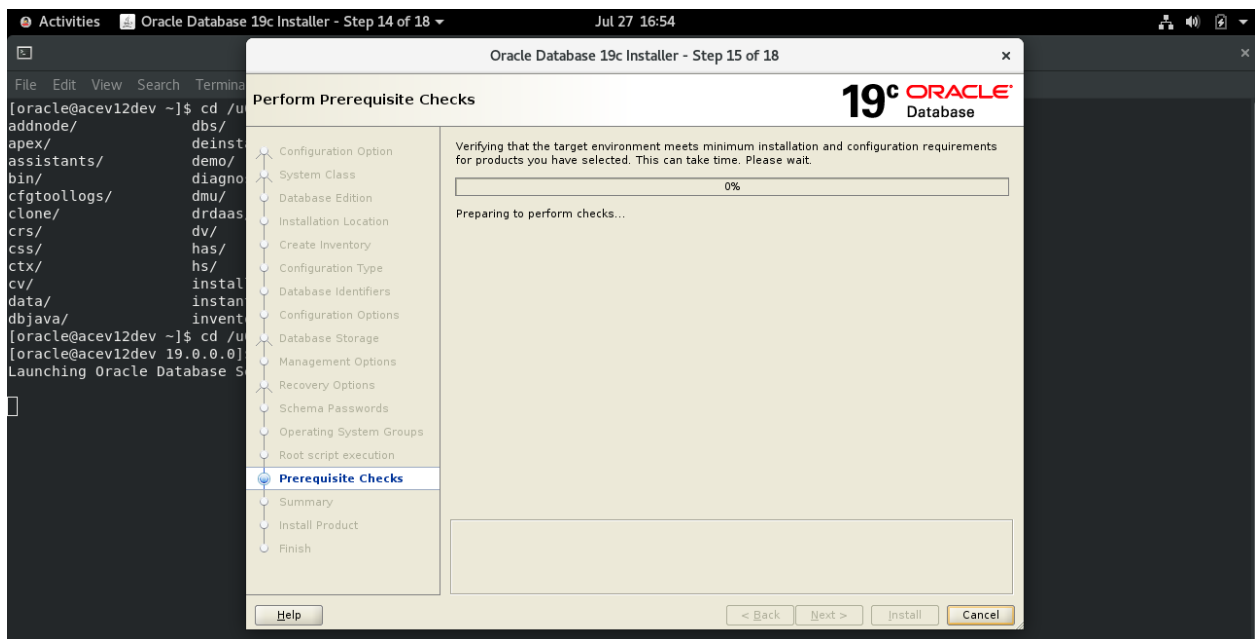 Activities Oracle Database 19c Installer - Step 14 of 18 Jul 27 16:54
Oracle Database 19c Installer - Step 15 of 18
File Edit View Search Termina
[oracle@acev12dev ~]$ cd /u
addnode/ dbs/
apex/ deinst
assistants/ demo/
bin/ diagno
cfgtoollogs/ dmu/
clone/ drdaas
crs/ dv/
css/ has/
ctx/ hs/
cv/ instal
data/ instan
dbjava/ invent
[oracle@acev12dev ~]$ cd /u
[oracle@acev12dev 19.0.0.0]
Launching Oracle Database S
Perform Prerequisite Checks
19c ORACLE
Database
Configuration Option
System Class
Database Edition
Installation Location
Create Inventory
Configuration Type
Database Identifiers
Configuration Options
Database Storage
Management Options
Recovery Options
Schema Passwords
Operating System Groups
Root script execution
Prerequisite Checks
Summary
Install Product
Finish
Verifying that the target environment meets minimum installation and configuration requirements
for products you have selected. This can take time. Please wait.
0%
Preparing to perform checks...
Help < Back Next > Install Cancel